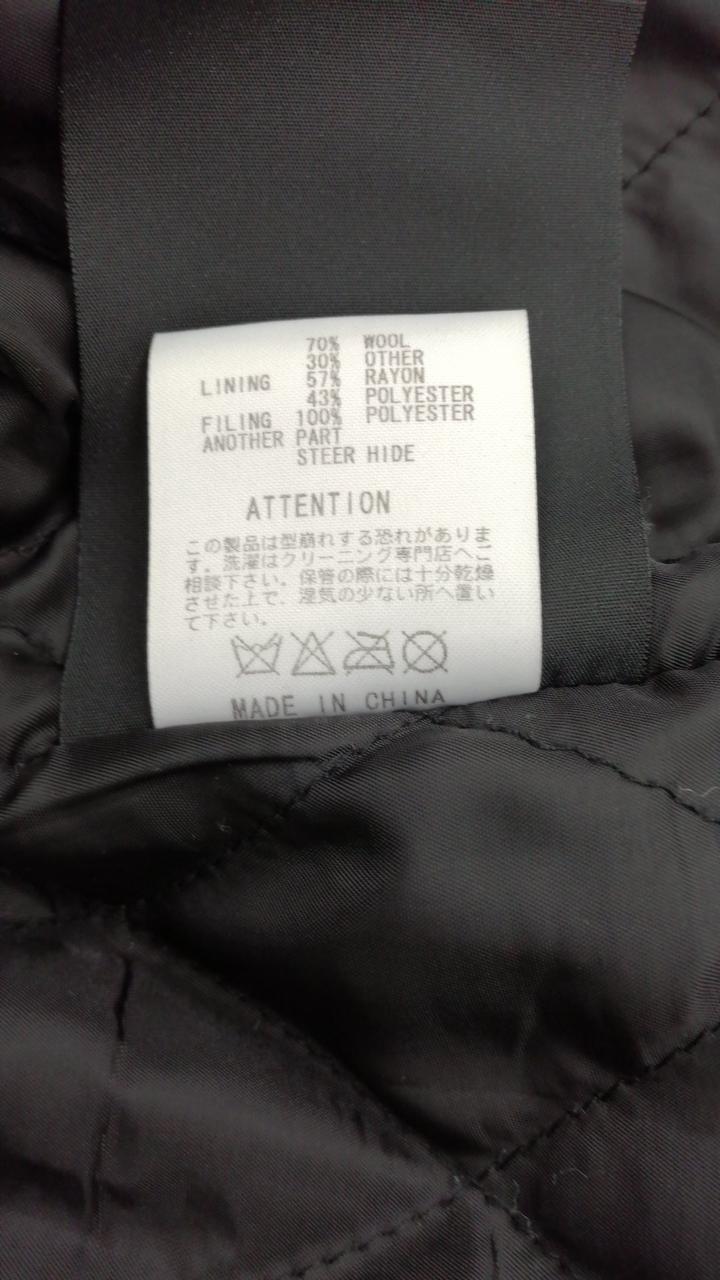 70% WOOL
30% OTHER
LINING 57% RAYON
43% POLYESTER
FILING 100% POLYESTER
ANOTHER PART
STEER HIDE
ATTENTION
この製品は型崩れする恐れがありま
す。洗濯はクリーニング専門店へご
相談下さい。保管の際には十分乾燥
させた上で、湿気の少ない所へ置い
て下さい。
MADE IN CHINA